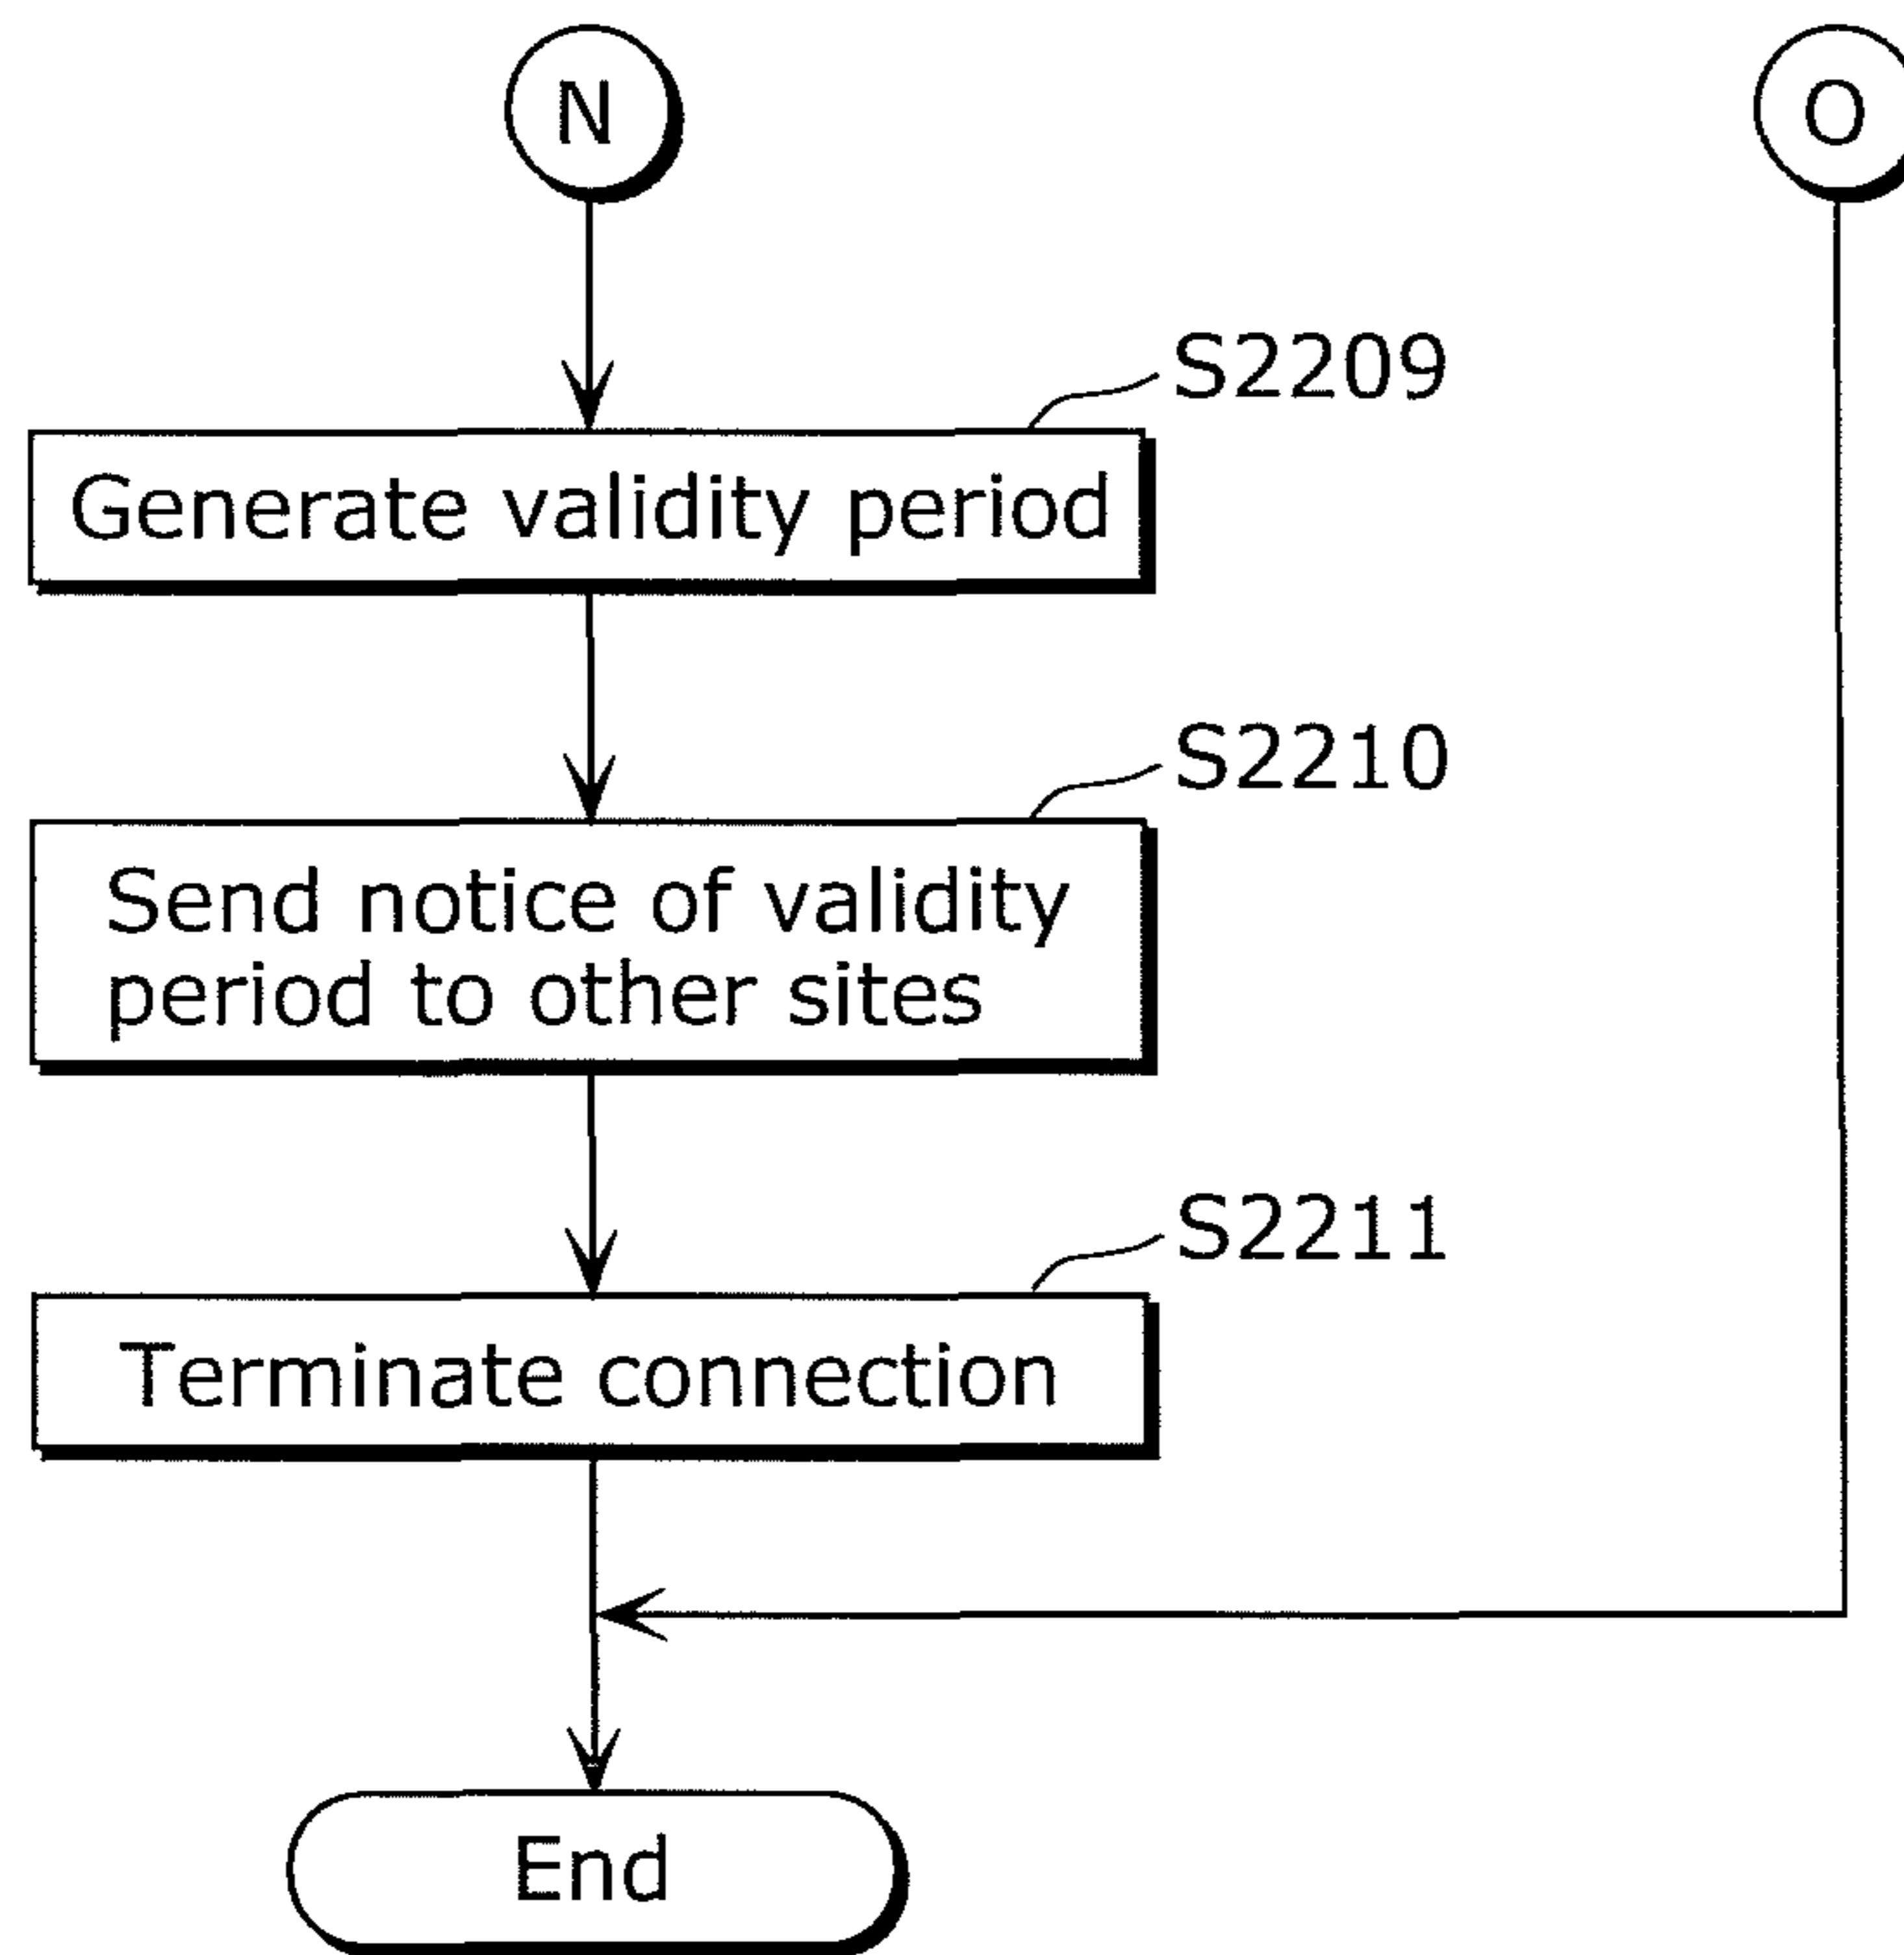 N
O
S2209
Generate validity period
S2210
Send notice of validity
period to other sites
S2211
Terminate connection
End